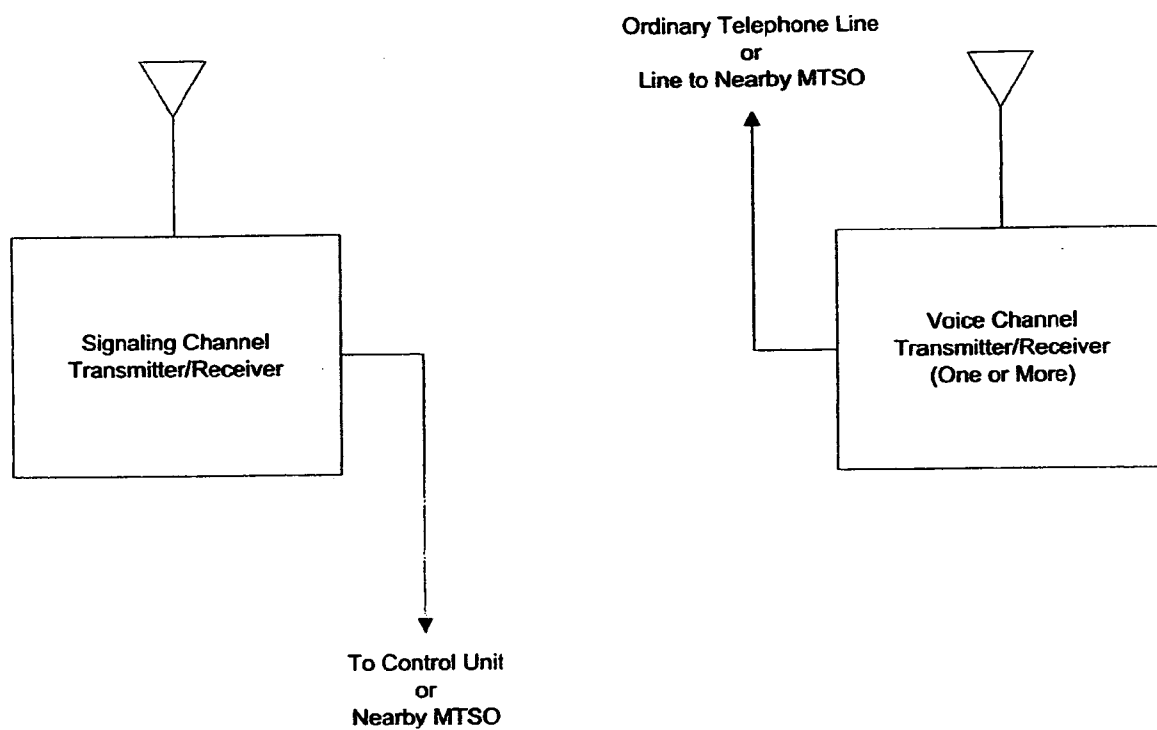 Ordinary Telephone Line
or
Line to Nearby MTSO
Signaling Channel
Transmitter/Receiver
Voice Channel
Transmitter/Receiver
(One or More)
To Control Unit
or
Nearby MTSO